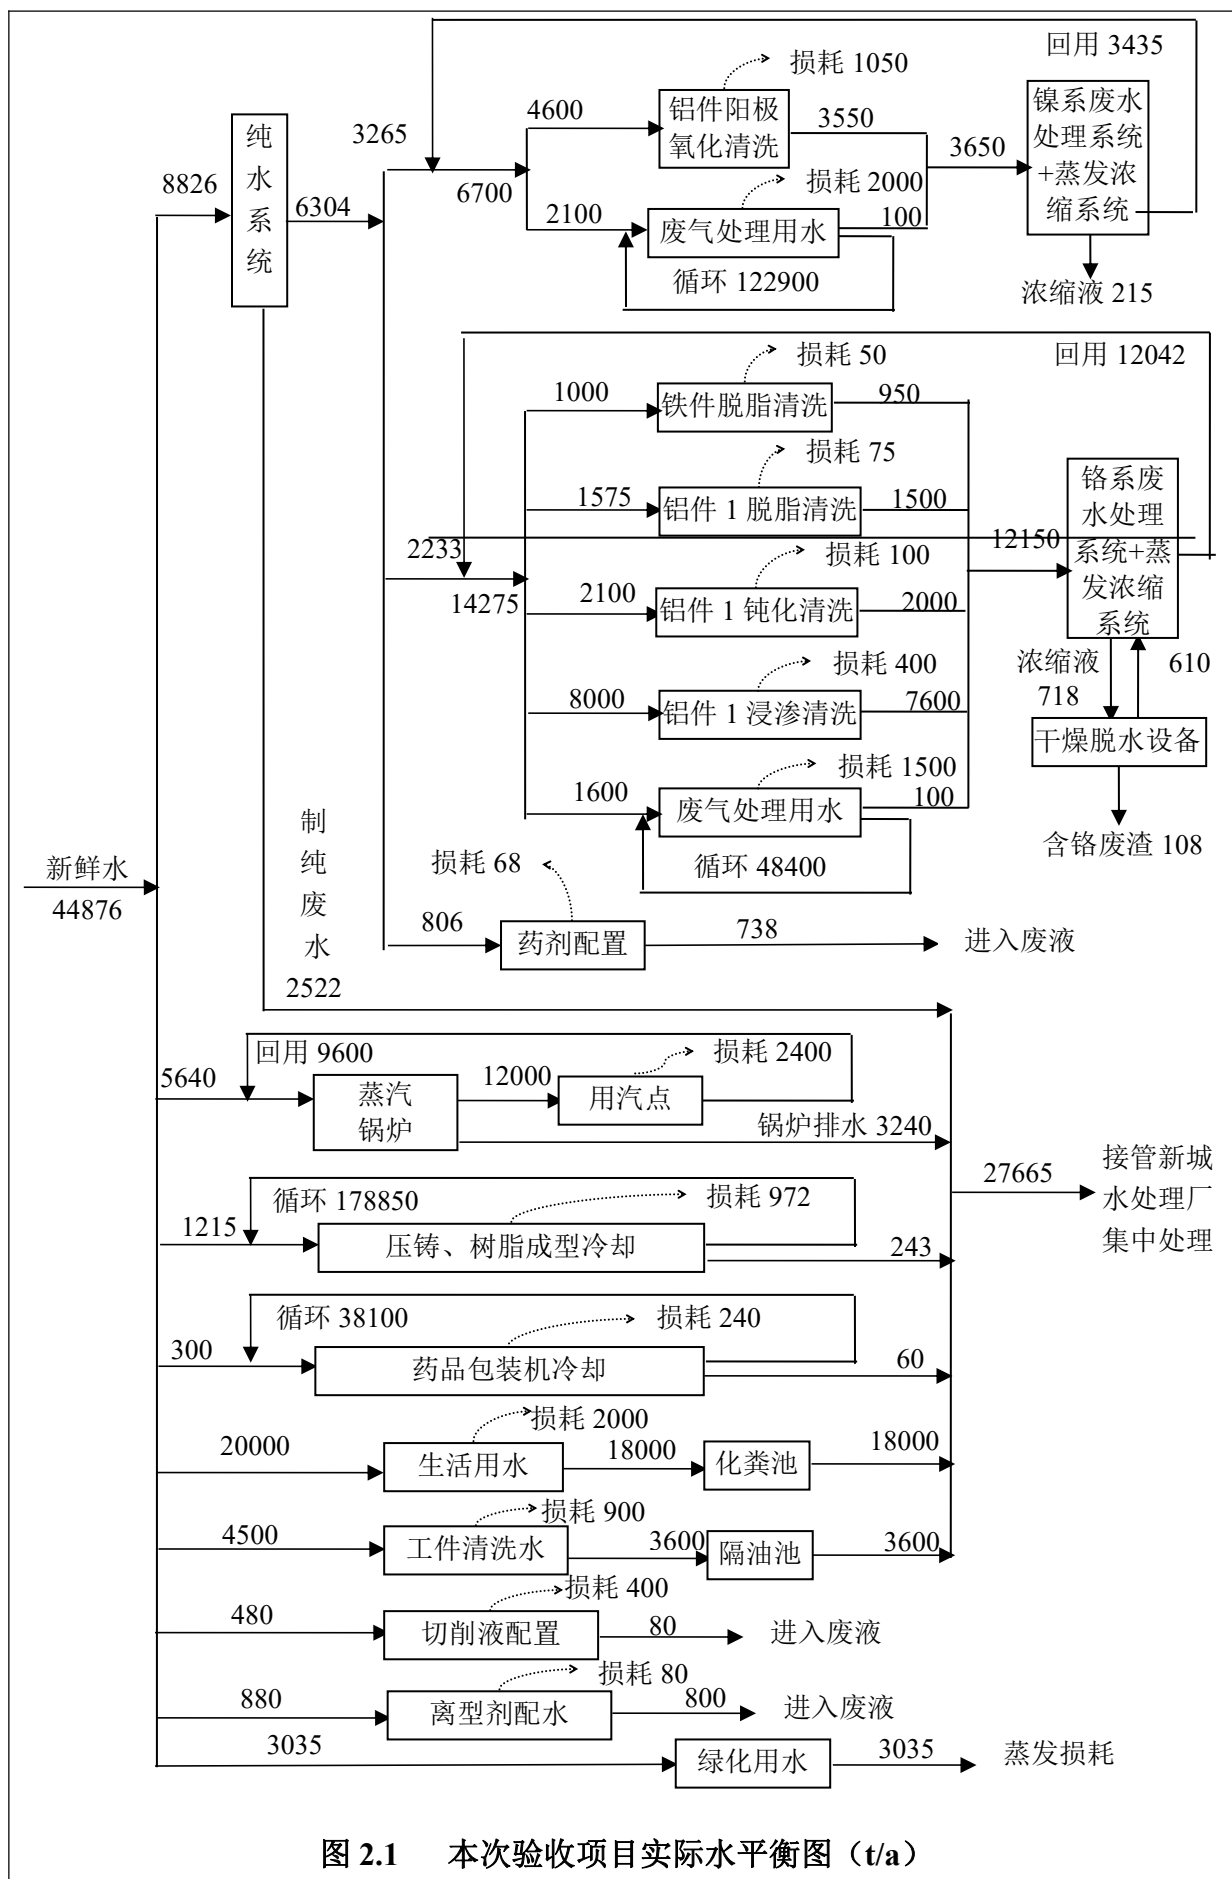 回用 3435
损耗 1050
4600
铝件阳极
氧化清洗
3550
镍系废水
处理系统
+蒸发浓
缩系统
3265
3650
纯
水
系
统
8826
6304
6700
损耗 2000
2100
废气处理用水
100
循环 122900
浓缩液 215
回用 12042
损耗 50
1000
铁件脱脂清洗
950
损耗 75
1575
铝件 1 脱脂清洗
1500
铬系废
水处理
系统+蒸
发浓缩
系统
2233
12150
损耗 100
14275
2100
铝件 1 钝化清洗
2000
损耗 400
浓缩液
718
610
8000
铝件 1 浸渗清洗
7600
干燥脱水设备
损耗 1500
1600
废气处理用水
100
循环 48400
含铬废渣 108
制
纯
废
水
新鲜水
44876
损耗 68
806
药剂配置
738
进入废液
2522
回用 9600
损耗 2400
5640
蒸汽
锅炉
12000
用汽点
锅炉排水 3240
27665
接管新城
水处理厂
集中处理
循环 178850
损耗 972
1215
压铸、树脂成型冷却
243
循环 38100
损耗 240
300
药品包装机冷却
60
损耗 2000
20000
生活用水
18000
化粪池
18000
损耗 900
4500
工件清洗水
3600
隔油池
3600
损耗 400
480
切削液配置
80
进入废液
损耗 80
880
离型剂配水
800
进入废液
3035
绿化用水
3035
蒸发损耗
图 2.1 本次验收项目实际水平衡图（t/a）